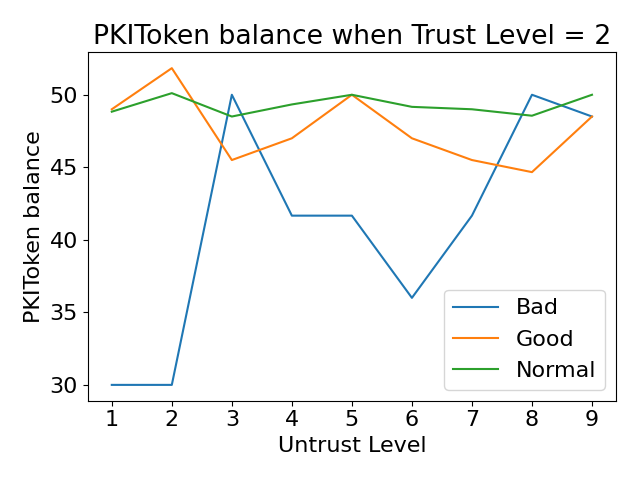 PKIToken balance when Trust Level = 2
PKIToken balance
50
45
40
35
30
Bad
Good
Normal
1 2 3 4 5 6 7 8 9
Untrust Level